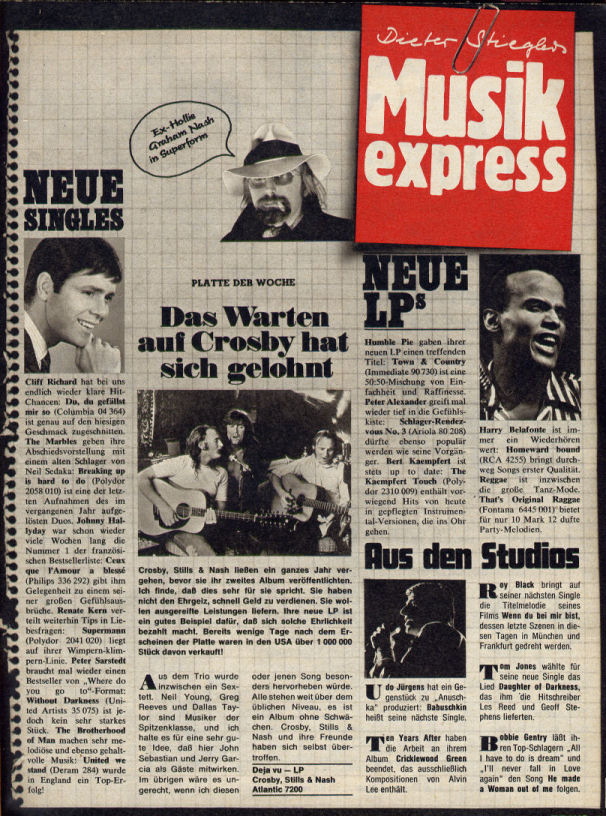 Dieter Stieglers
Musik
express
Ex-Hollie
Graham Nash
in Superform
NEUE
SINGLES
Cliff Richard hat bei uns
endlich wieder klare Hit-
Chancen: Du, du gefällst
mir so (Columbia 04 364)
ist genau auf den hiesigen
Geschmack zugeschnitten.
The Marbles geben ihre
Abschiedsvorstellung mit
einem alten Schlager von
Neil Sedaka: Breaking up
is hard to do (Polydor
2058 010) ist eine der letz-
ten Aufnahmen des im
vergangenen Jahr aufge-
lösten Duos. Johnny Hal-
lyday war schon wieder
viele Wochen lang die
Nummer 1 der französi-
schen Bestsellerliste: Ceux
que l'Amour a blessé
(Philips 336 292) gibt ihm
Gelegenheit zu einem sei-
ner großen Gefühlsaus-
brüche. Renate Kern ver-
teilt weiterhin Tips in Lie-
besfragen: Supermann
(Polydor 2041 020) liegt
auf ihrer Wimpern-klim-
pern-Linie. Peter Sarstedt
braucht mal wieder einen
Bestseller von „Where do
you go to“-Format:
Without Darkness (Uni-
ted Artists 35 075) ist je-
doch kein sehr starkes
Stück. The Brotherhood
of Man machen sehr me-
lodiöse und ebenso gehalt-
volle Musik: United we
stand (Deram 284) wurde
in England ein Top-Er-
folg!
PLATTE DER WOCHE
Das Warten
auf Crosby hat
sich gelohnt
Crosby, Stills & Nash ließen ein ganzes Jahr ver-
gehen, bevor sie ihr zweites Album veröffentlichten.
Ich finde, daß dies sehr für sie spricht. Sie haben
nicht den Ehrgeiz, schnell Geld zu verdienen. Sie wol-
len ausgereifte Leistungen liefern. Ihre neue LP ist
ein gutes Beispiel dafür, daß sich solche Ehrlichkeit
bezahlt macht. Bereits wenige Tage nach dem Er-
scheinen der Platte waren in den USA über 1 000 000
Stück davon verkauft!
Aus dem Trio wurde
inzwischen ein Sex-
tett. Neil Young, Greg
Reeves und Dallas Tay-
lor sind Musiker der
Spitzenklasse, und ich
halte es für eine sehr gu-
te Idee, daß hier John
Sebastian und Jerry Gar-
cia als Gäste mitwirken.
Im übrigen wäre es un-
gerecht, wenn ich diesen
oder jenen Song beson-
ders hervorheben würde.
Alle stehen weit über dem
üblichen Niveau, es ist
ein Album ohne Schwä-
chen. Crosby, Stills &
Nash und ihre Freunde
haben sich selbst über-
troffen.
Deja vu — LP
Crosby, Stills & Nash
Atlantic 7200
NEUE
LPs
Humble Pie gaben ihrer
neuen LP einen treffenden
Titel: Town & Country
(Immediate 90 730) ist eine
50:50-Mischung von Ein-
fachheit und Raffinesse.
Peter Alexander greift mal
wieder tief in die Gefühls-
kiste: Schlager-Rendez-
vous No. 3 (Ariola 80 208)
dürfte ebenso populär
werden wie seine Vorgän-
ger. Bert Kaempfert ist
stets up to date: The
Kaempfert Touch (Poly-
dor 2310 009) enthält vor-
wiegend Hits von heute
in gepflegten Instrumen-
tal-Versionen, die ins Ohr
gehen.
Harry Belafonte ist im-
mer ein Wiederhören
wert: Homeward bound
(RCA 4255) bringt durch-
weg Songs erster Qualität.
Reggae ist inzwischen
die große Tanz-Mode.
That's Original Raggae
(Fontana 6445 001) bietet
für nur 10 Mark 12 dufte
Party-Melodien.
Aus den Studios
Udo Jürgens hat ein Ge-
genstück zu „Anusch-
ka“ produziert: Babuschkin
heißt seine nächste Single.
Ten Years After haben
die Arbeit an ihrem
Album Cricklewood Green
beendet, das ausschließlich
Kompositionen von Alvin
Lee enthält.
Roy Black bringt auf
seiner nächsten Single
die Titelmelodie seines
Films Wenn du bei mir bist,
dessen letzte Szenen in die-
sen Tagen in München und
Frankfurt gedreht werden.
Tom Jones wählte für
seine neue Single das
Lied Daughter of Darkness,
das ihm die Hitschreiber
Les Reed und Geoff Ste-
phens lieferten.
Bobbie Gentry läßt ih-
ren Top-Schlagern „All
I have to do is dream“ und
„I'll never fall in Love
again“ den Song He made
a Woman out of me folgen.